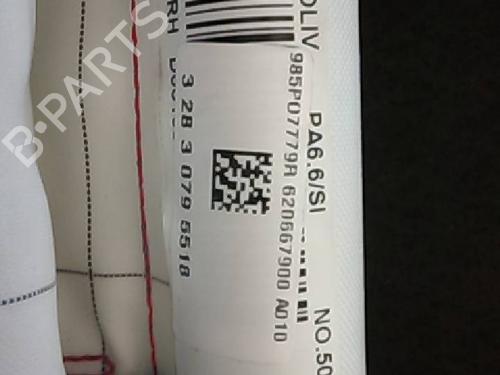 OLIV
PA6.6/SI
NO.50
985P07779R 620667900 A010
3 28 3 079 5518
RH
B-PARTS